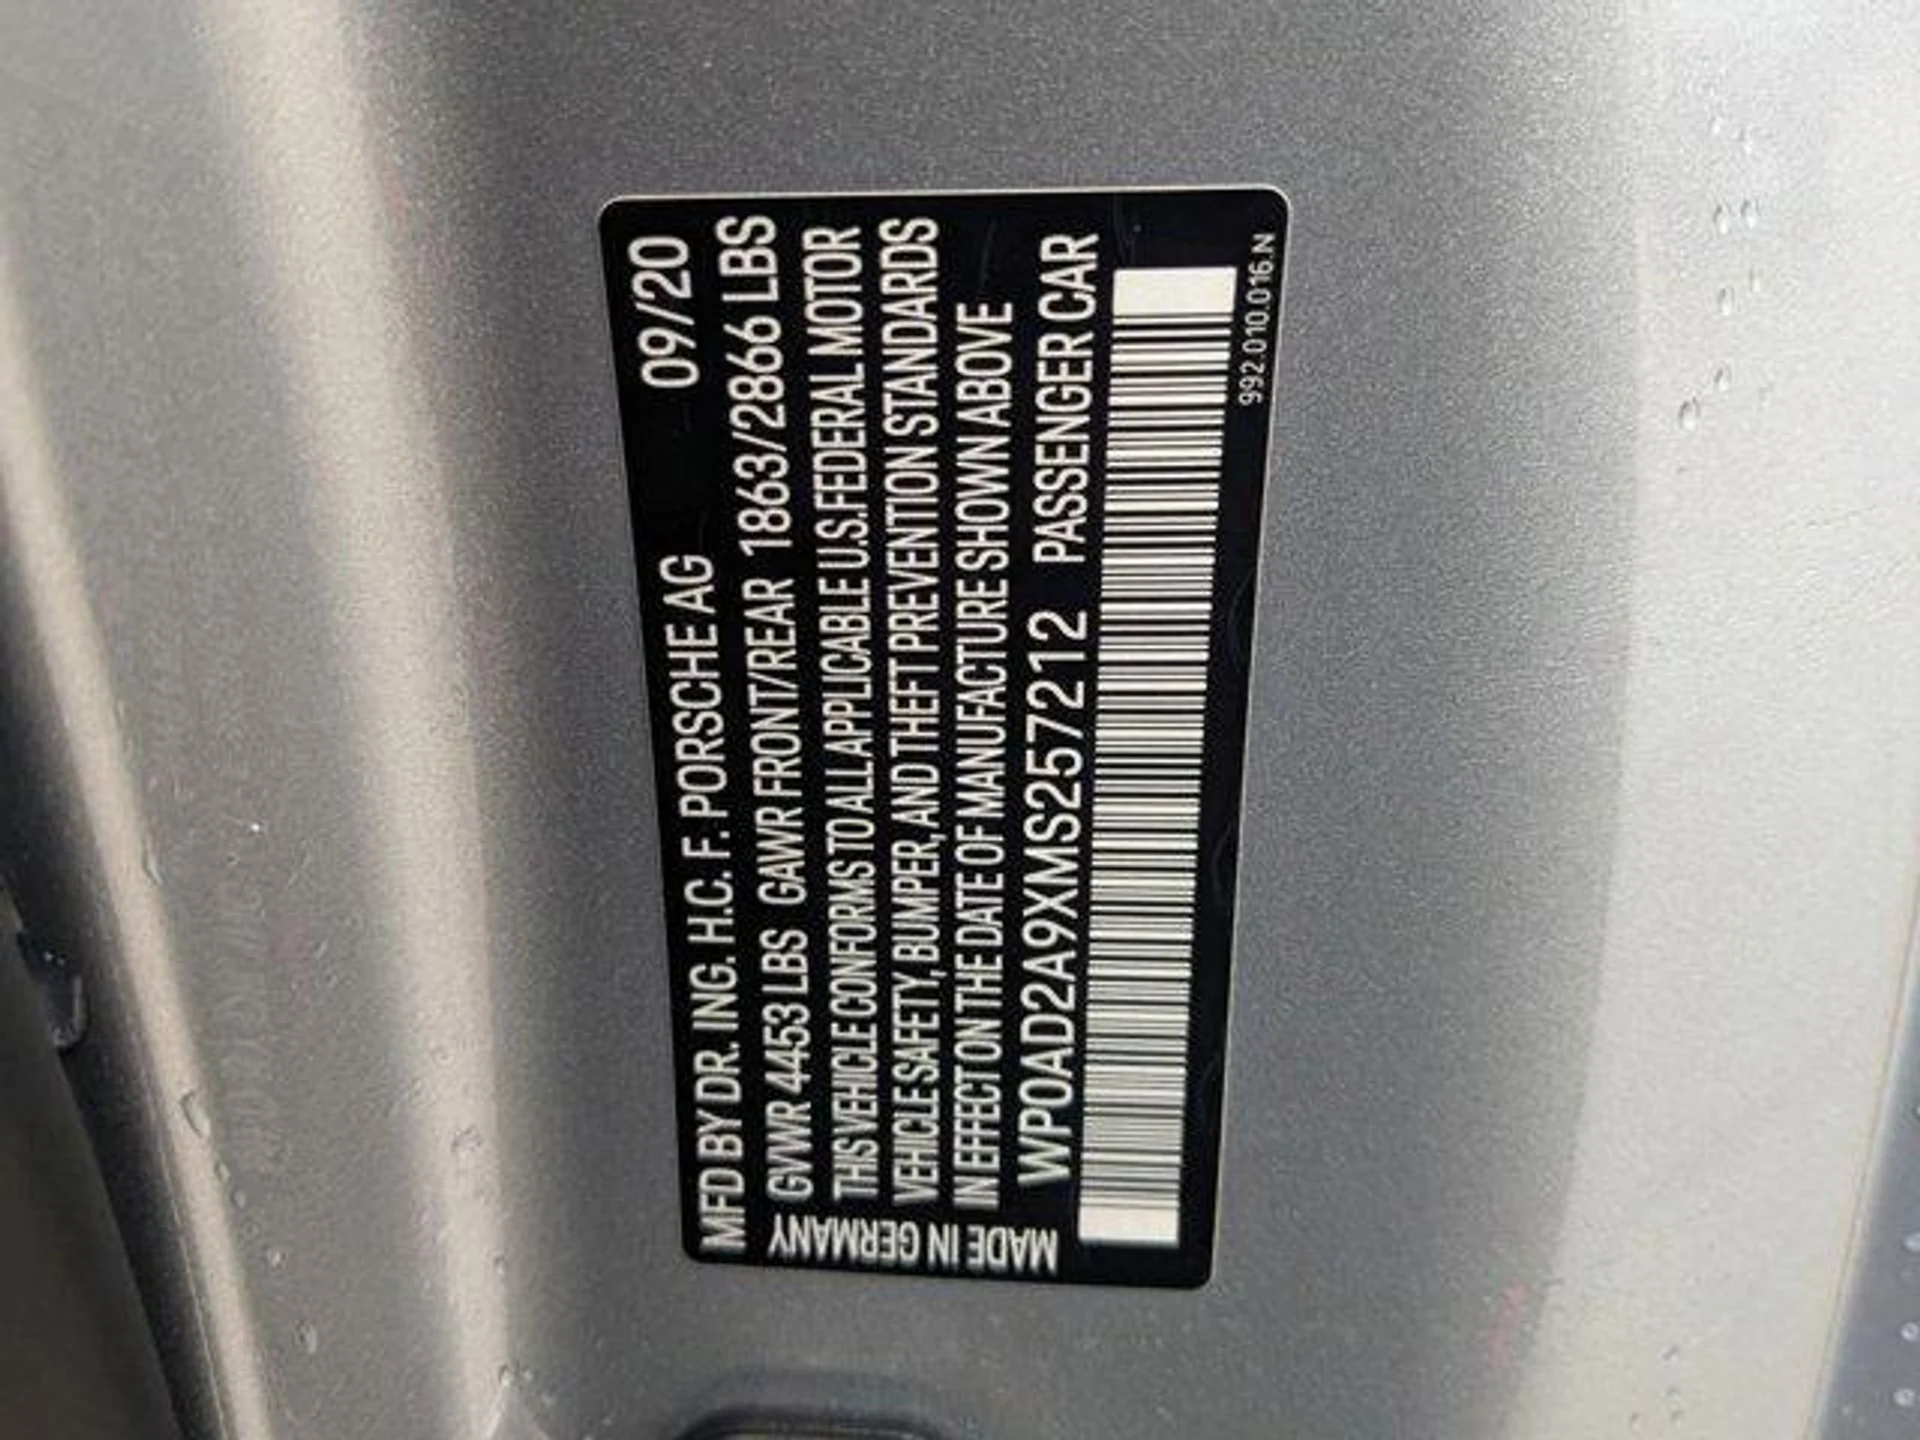 MFD BY DR. ING. H.C. F. PORSCHE AG 09/20
GVWR 4453 LBS GAWR FRONT/REAR 1863/2866 LBS
THIS VEHICLE CONFORMS TO ALL APPLICABLE U.S. FEDERAL MOTOR
VEHICLE SAFETY, BUMPER, AND THEFT PREVENTION STANDARDS
IN EFFECT ON THE DATE OF MANUFACTURE SHOWN ABOVE
WP0AD2A9XMS257212 PASSENGER CAR
MADE IN GERMANY
992.010.016.N